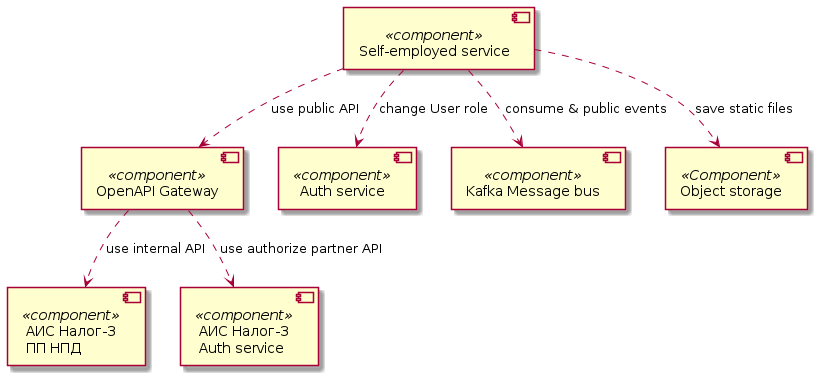 «component»
Self-employed service
use public API
change User role
consume & public events
save static files
«component»
OpenAPI Gateway
«component»
Auth service
«component»
Kafka Message bus
«Component»
Object storage
use internal API
use authorize partner API
«component»
АИС Налог-3
ПП НПД
«component»
АИС Налог-3
Auth service